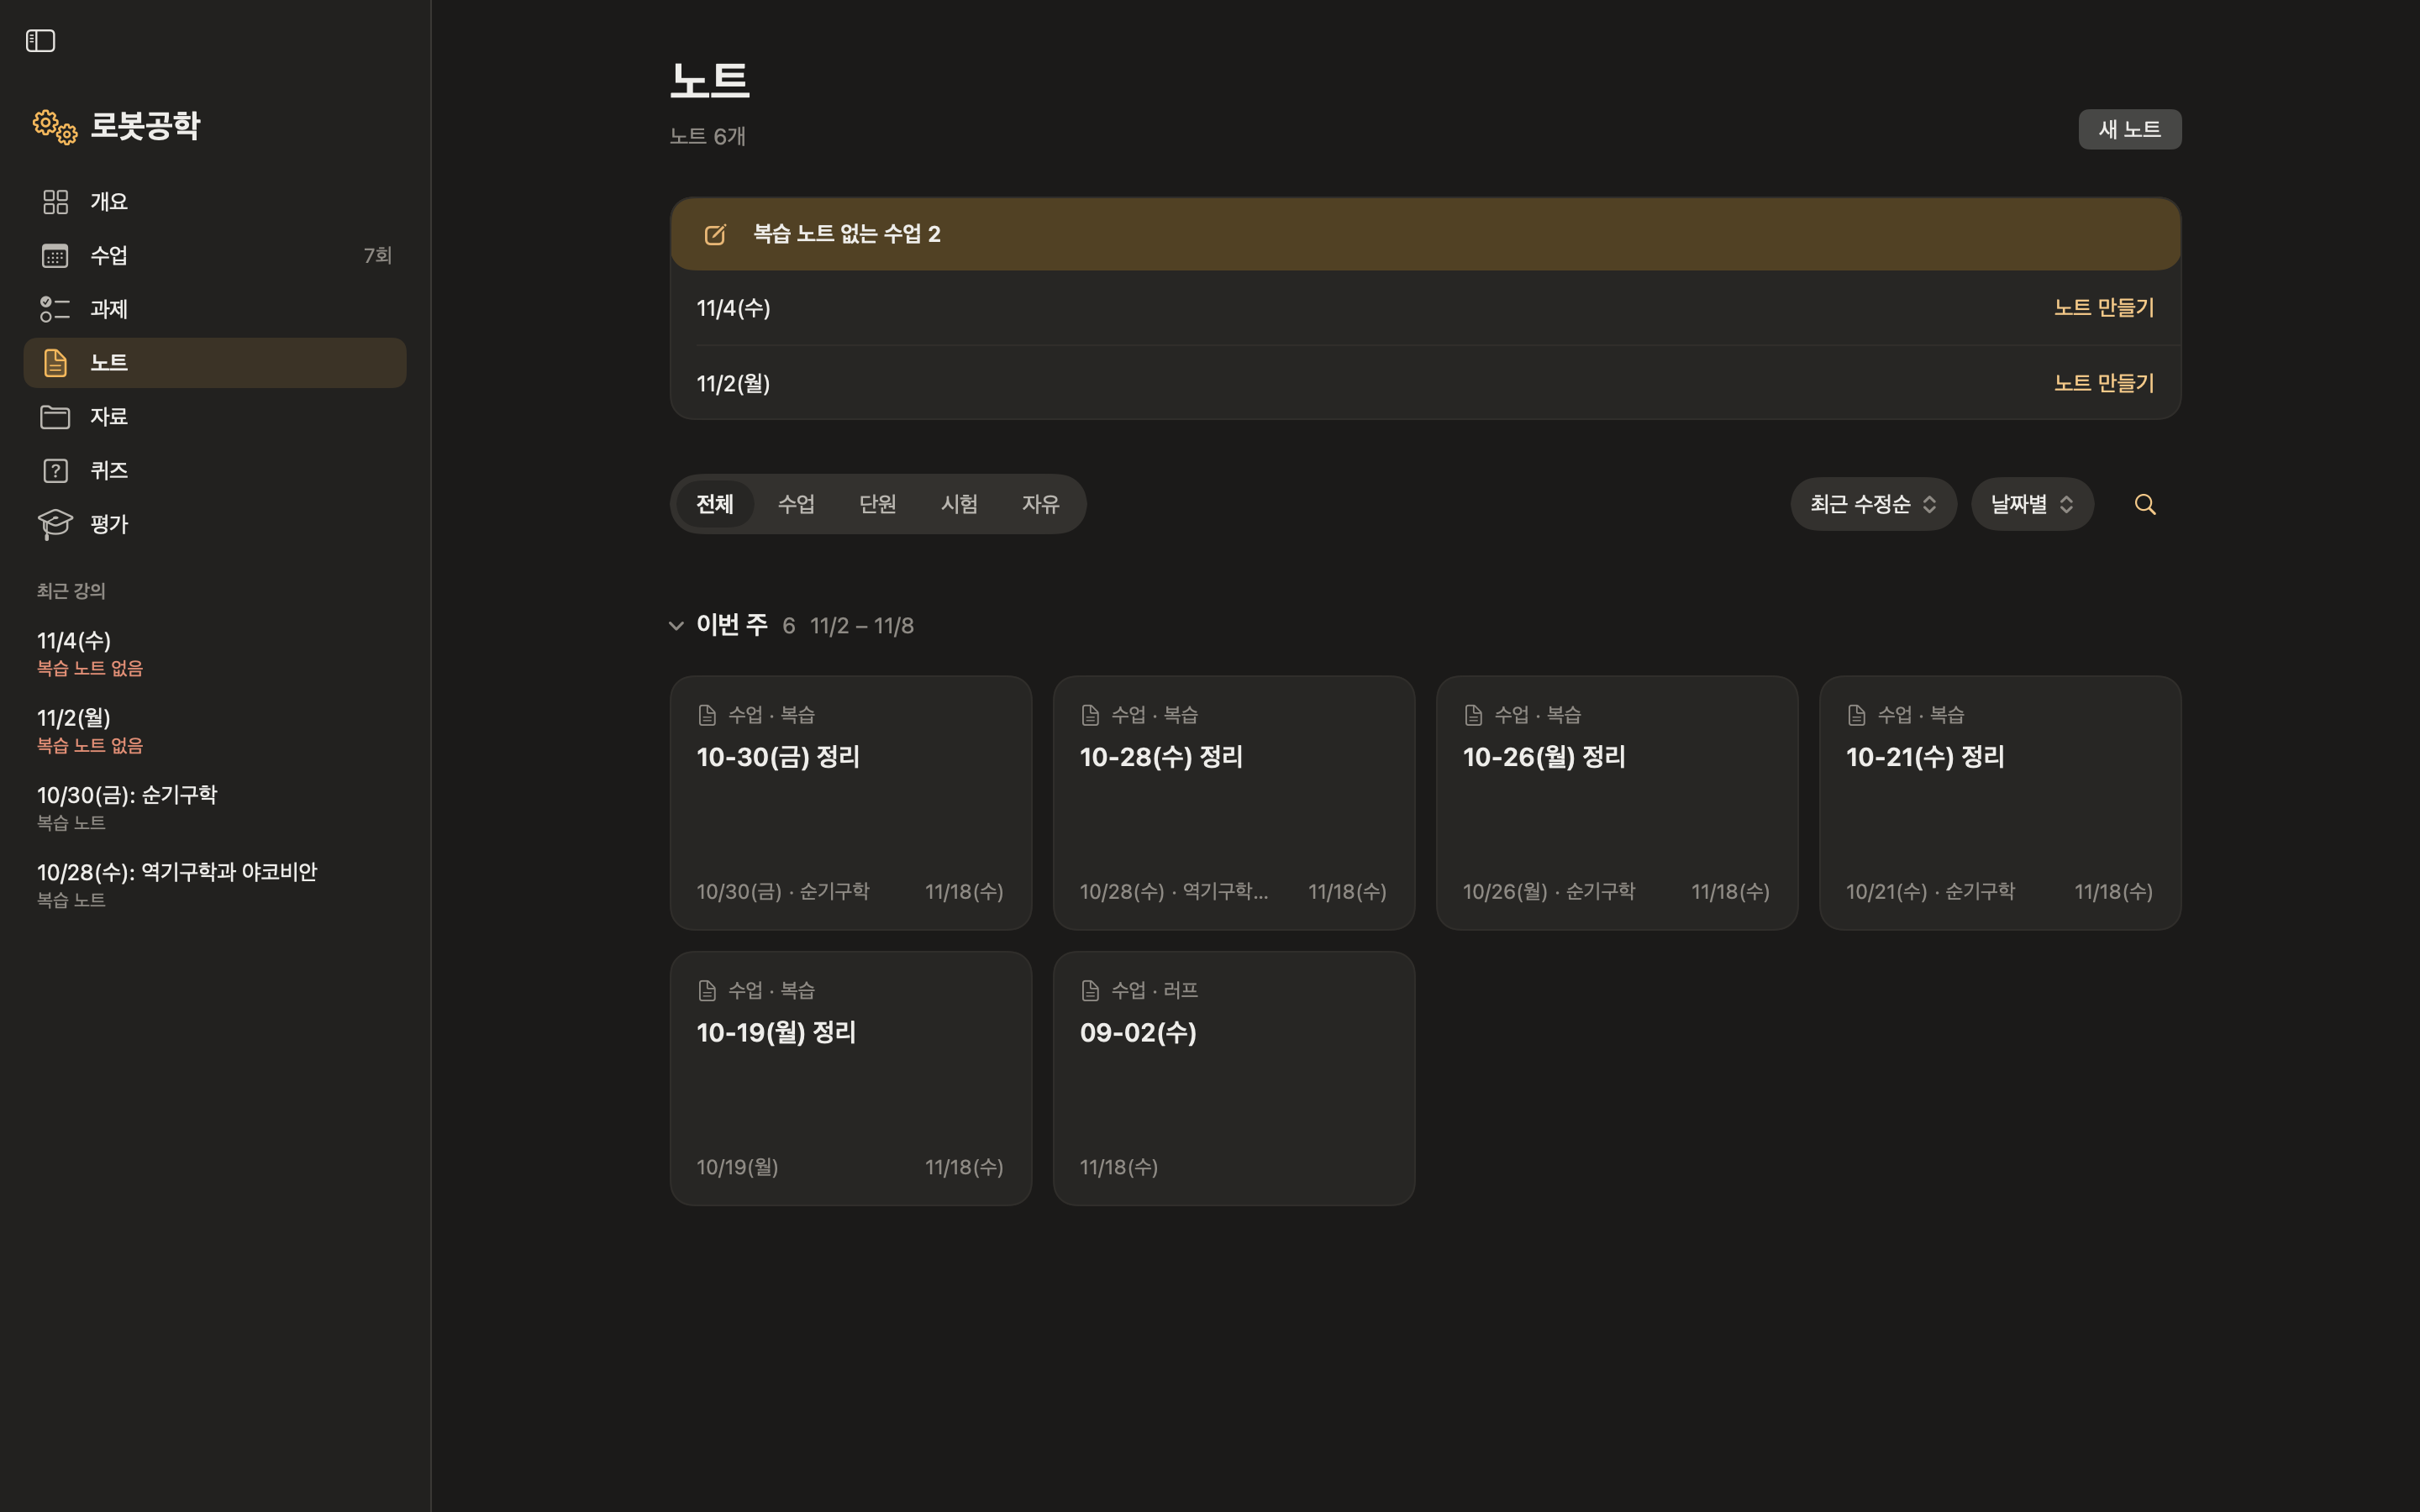 로봇공학
개요
수업 7회
과제
노트
자료
퀴즈
평가
최근 강의
11/4(수)
복습 노트 없음
11/2(월)
복습 노트 없음
10/30(금): 순기구학
복습 노트
10/28(수): 역기구학과 야코비안
복습 노트
노트
노트 6개
새 노트
복습 노트 없는 수업 2
11/4(수) 노트 만들기
11/2(월) 노트 만들기
전체 수업 단원 시험 자유
최근 수정순 날짜별
이번 주 6 11/2 – 11/8
수업 · 복습
10-30(금) 정리
10/30(금) · 순기구학 11/18(수)
수업 · 복습
10-28(수) 정리
10/28(수) · 역기구학... 11/18(수)
수업 · 복습
10-26(월) 정리
10/26(월) · 순기구학 11/18(수)
수업 · 복습
10-21(수) 정리
10/21(수) · 순기구학 11/18(수)
수업 · 복습
10-19(월) 정리
10/19(월) 11/18(수)
수업 · 러프
09-02(수)
11/18(수)